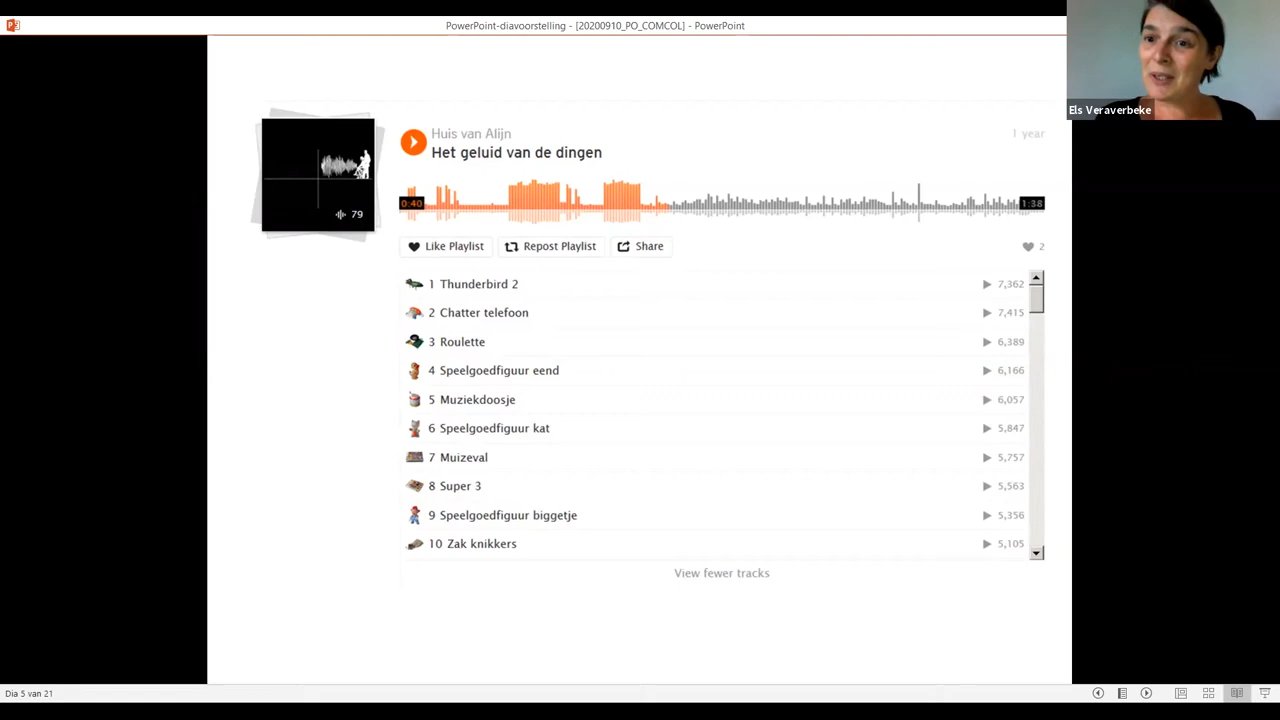 PowerPoint-diavoorstelling - [20200910_PO_COMCOL] - PowerPoint
Els Veraverbeke
79
Huis van Alijn
1 year
Het geluid van de dingen
0:40
1:38
Like Playlist
Repost Playlist
Share
2
1 Thunderbird 2
7,362
2 Chatter telefoon
7,415
3 Roulette
6,389
4 Speelgoedfiguur eend
6,166
5 Muziekdoosje
6,057
6 Speelgoedfiguur kat
5,847
7 Muizeval
5,757
8 Super 3
5,563
9 Speelgoedfiguur biggetje
5,356
10 Zak knikkers
5,105
View fewer tracks
Dia 5 van 21